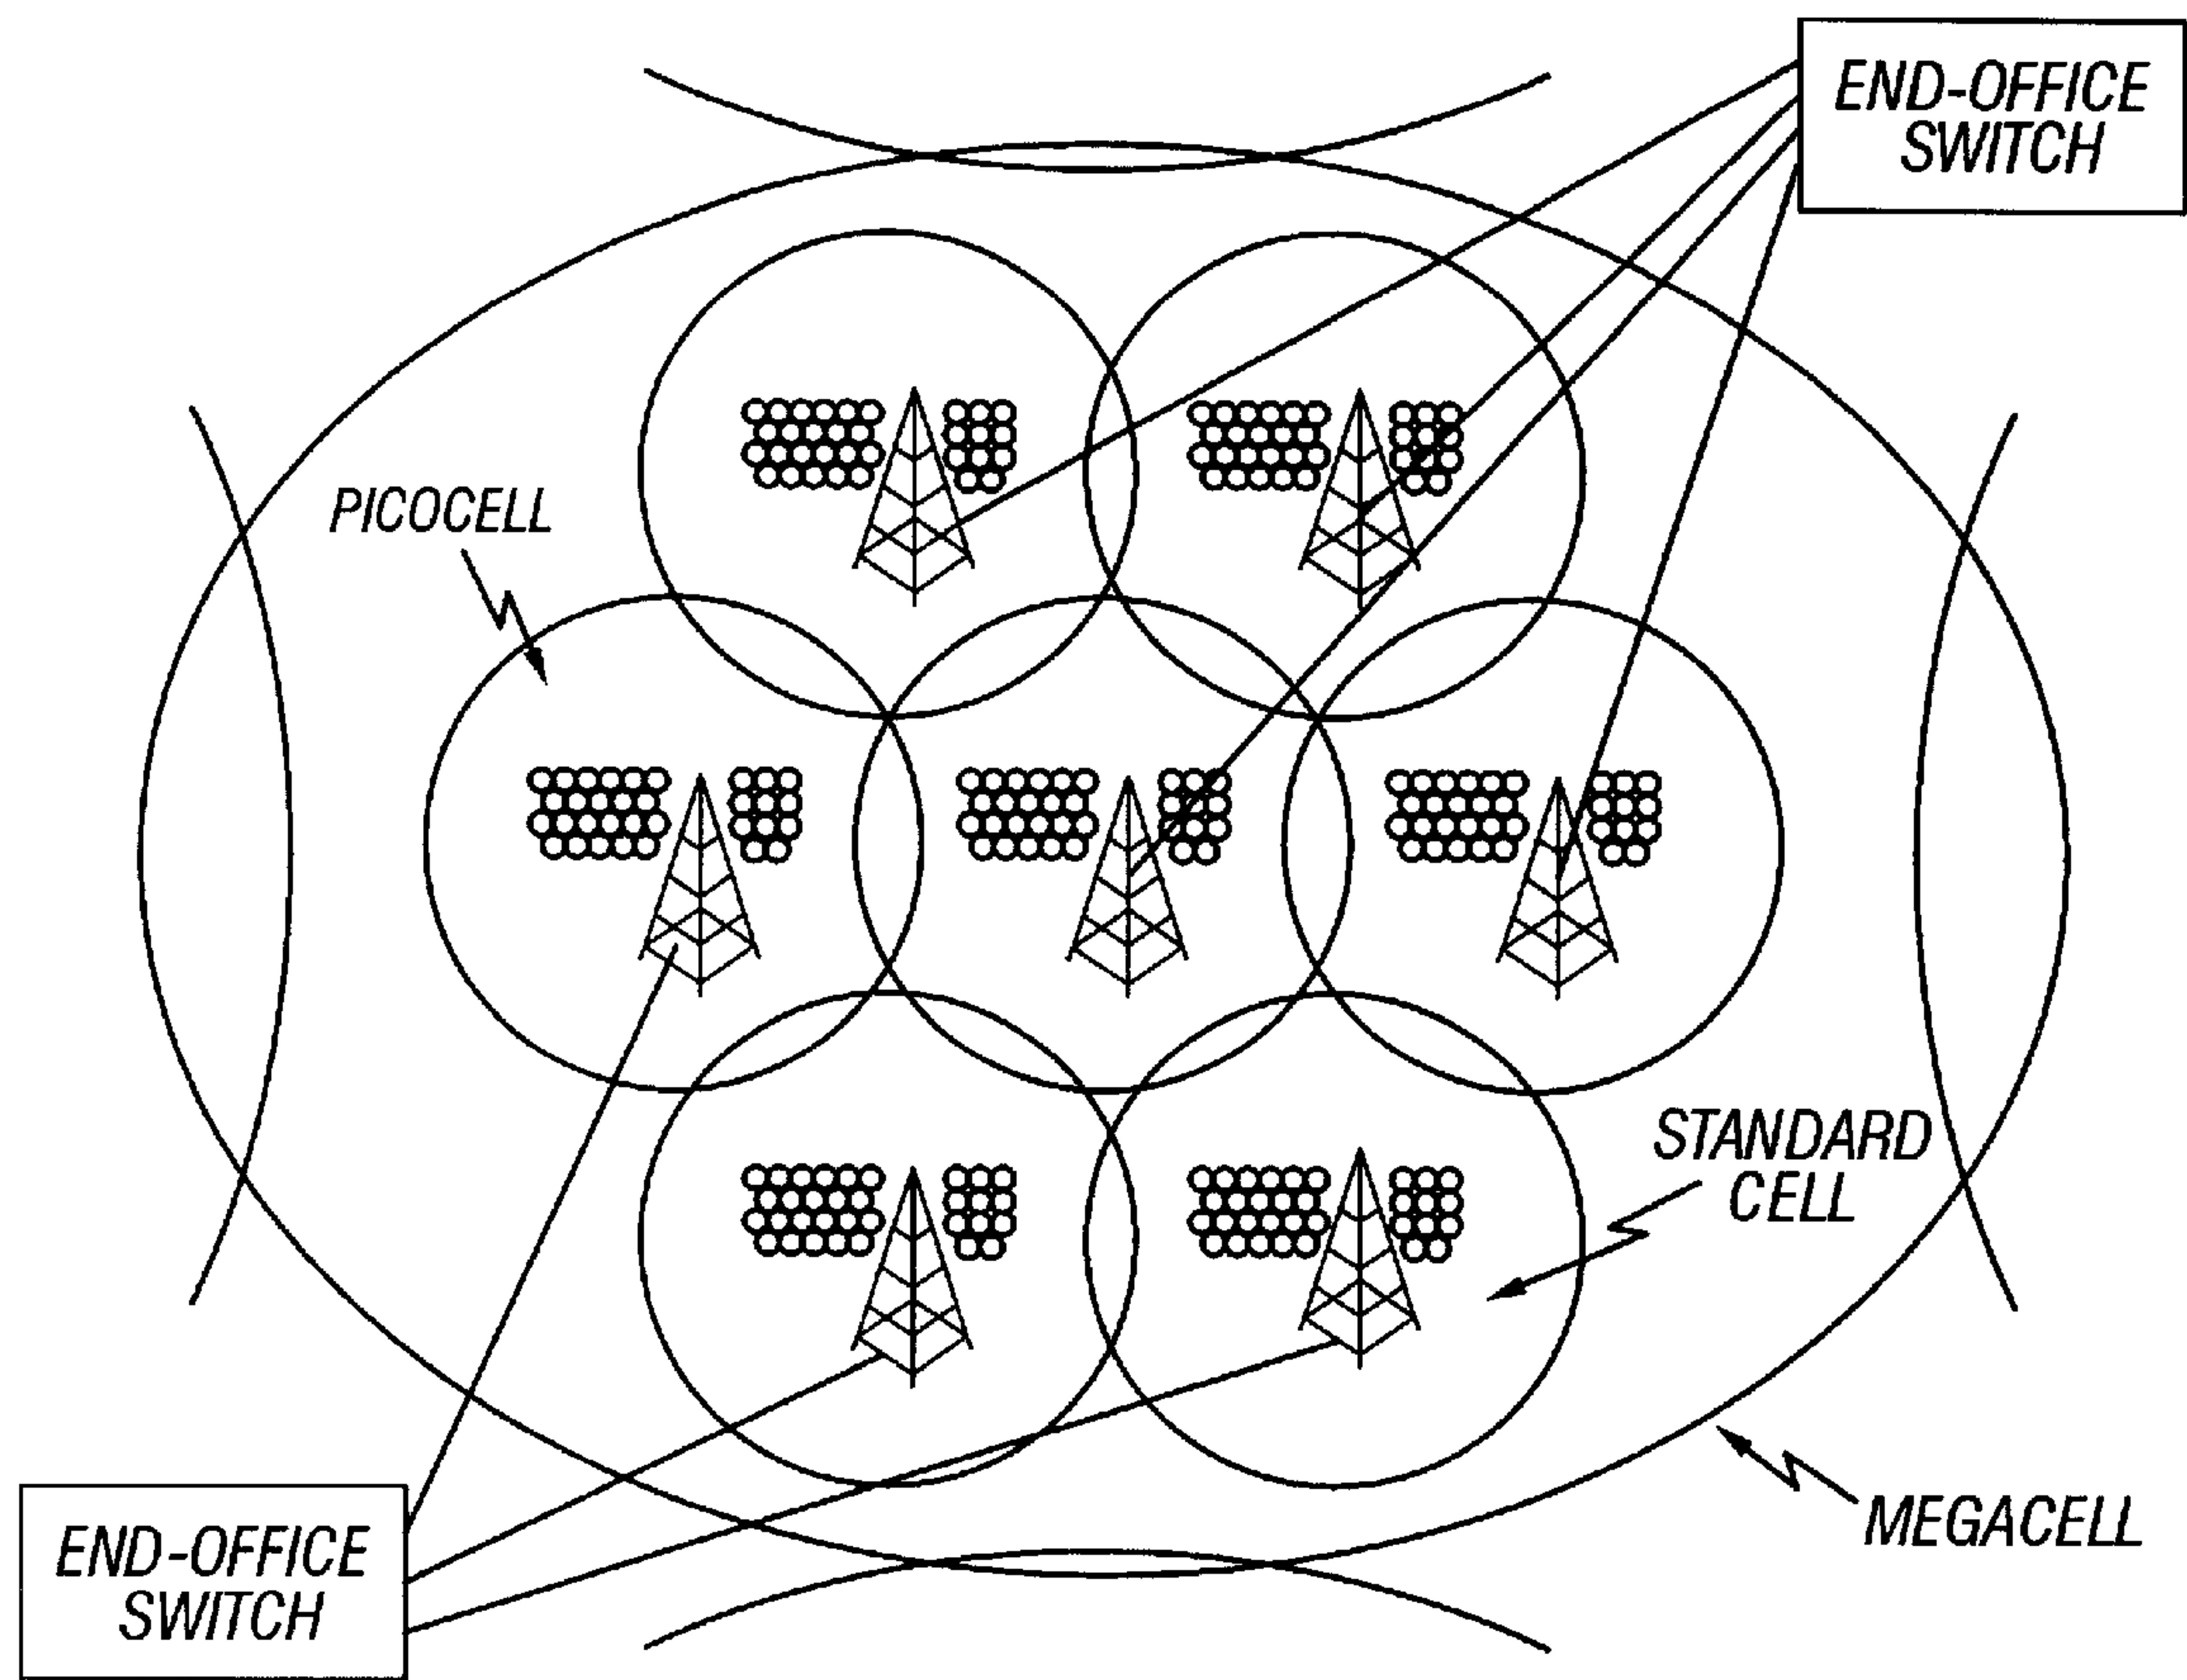 END-OFFICE
SWITCH
PICOCELL
STANDARD
CELL
MEGACELL
END-OFFICE
SWITCH